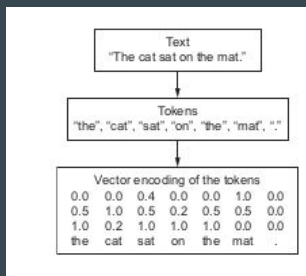 Text
"The cat sat on the mat."
Tokens
"the", "cat", "sat", "on", "the", "mat", "."
Vector encoding of the tokens
0.0 0.0 0.4 0.0 0.0 1.0 0.0
0.5 1.0 0.5 0.2 0.5 0.5 0.0
1.0 0.2 1.0 1.0 1.0 0.0 0.0
the cat sat on the mat .